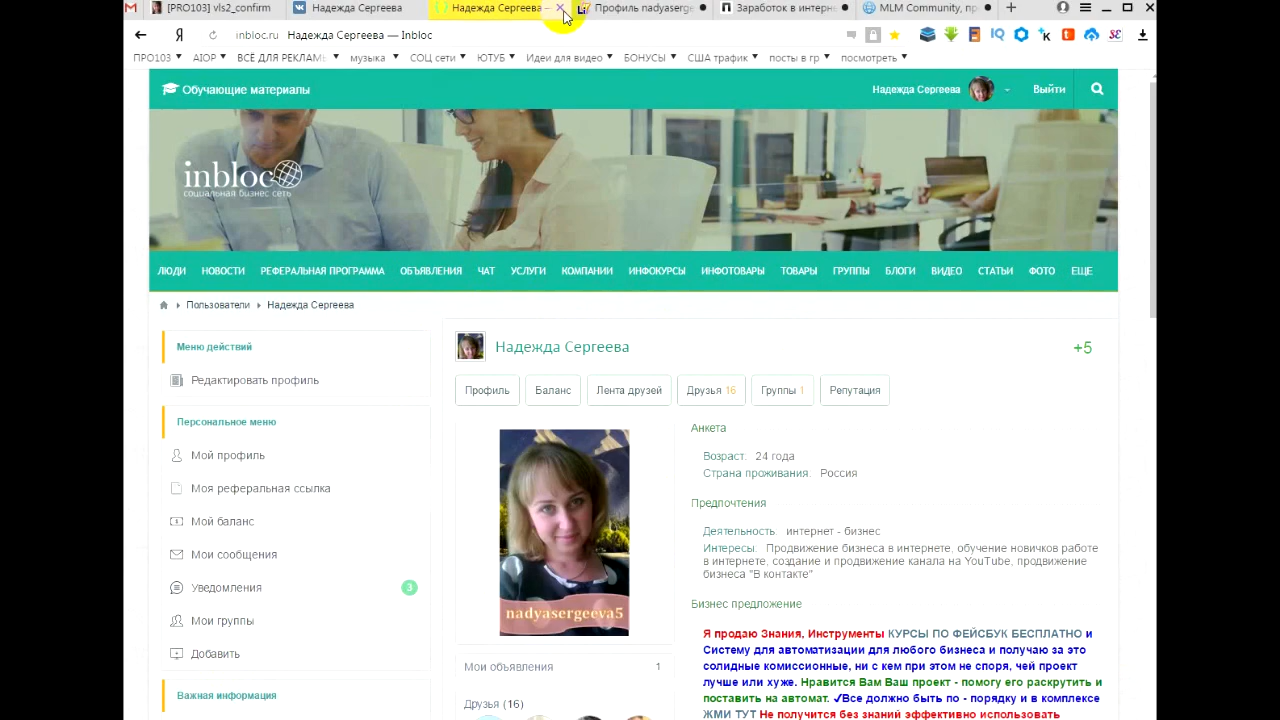 [PRO103] vls2_confirm
Надежда Сергеева
Надежда Сергеева —
Профиль nadyaserge
Заработок в интерн
MLM Community, пр
inbloc.ru Надежда Сергеева — Inbloc
ПРО103
AIOP
ВСЁ ДЛЯ РЕКЛАМ
музыка
СОЦ сети
ЮТУБ
Идеи для видео
БОНУСЫ
США трафик
посты в гр
посмотреть
Обучающие материалы
Надежда Сергеева
Выйти
inbloc
социальная бизнес сеть
ЛЮДИ НОВОСТИ РЕФЕРАЛЬНАЯ ПРОГРАММА ОБЪЯВЛЕНИЯ ЧАТ УСЛУГИ КОМПАНИИ ИНФОКУРСЫ ИНФОТОВАРЫ ТОВАРЫ ГРУППЫ БЛОГИ ВИДЕО СТАТЬИ ФОТО ЕЩЕ
Пользователи
Надежда Сергеева
Меню действий
Редактировать профиль
Персональное меню
Мой профиль
Моя реферальная ссылка
Мой баланс
Мои сообщения
Уведомления 3
Мои группы
Добавить
Важная информация
Надежда Сергеева
+5
Профиль
Баланс
Лента друзей
Друзья 16
Группы 1
Репутация
nadyasergeeva5
Мои объявления 1
Друзья (16)
Анкета
Возраст: 24 года
Страна проживания: Россия
Предпочтения
Деятельность: интернет - бизнес
Интересы: Продвижение бизнеса в интернете, обучение новичков работе
в интернете, создание и продвижение канала на YouTube, продвижение
бизнеса "В контакте"
Бизнес предложение
Я продаю Знания, Инструменты КУРСЫ ПО ФЕЙСБУК БЕСПЛАТНО и
Систему для автоматизации для любого бизнеса и получаю за это
солидные комиссионные, ни с кем при этом не споря, чей проект
лучше или хуже. Нравится Вам Ваш проект - помогу его раскрутить и
поставить на автомат. ✓Все должно быть по - порядку и в комплексе
ЖМИ ТУТ Не получится без знаний эффективно использовать